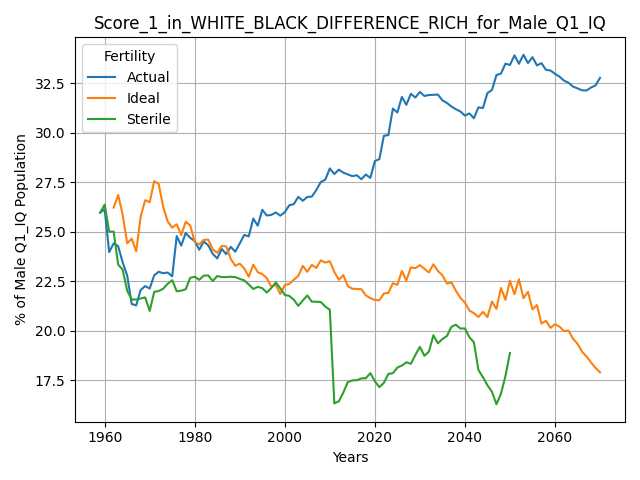 Score_1_in_WHITE_BLACK_DIFFERENCE_RICH_for_Male_Q1_IQ
Fertility
Actual
Ideal
Sterile
% of Male Q1_IQ Population
32.5
30.0
27.5
25.0
22.5
20.0
17.5
1960
1980
2000
2020
2040
2060
Years